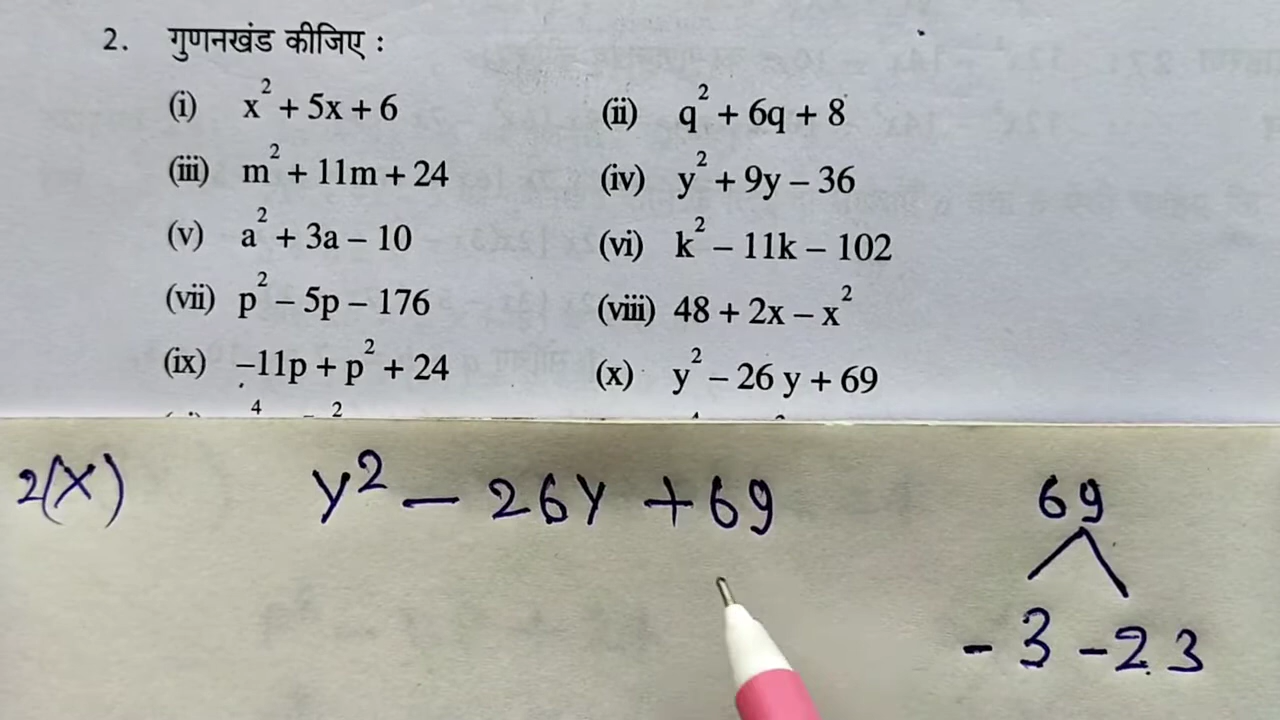 2. गुणनखंड कीजिए :
(i) x² + 5x + 6 (ii) q² + 6q + 8
(iii) m² + 11m + 24 (iv) y² + 9y – 36
(v) a² + 3a – 10 (vi) k² – 11k – 102
(vii) p² – 5p – 176 (viii) 48 + 2x – x²
(ix) –11p + p² + 24 (x) y² – 26 y + 69
2(x) y² – 26y + 69 69
– 3 – 23